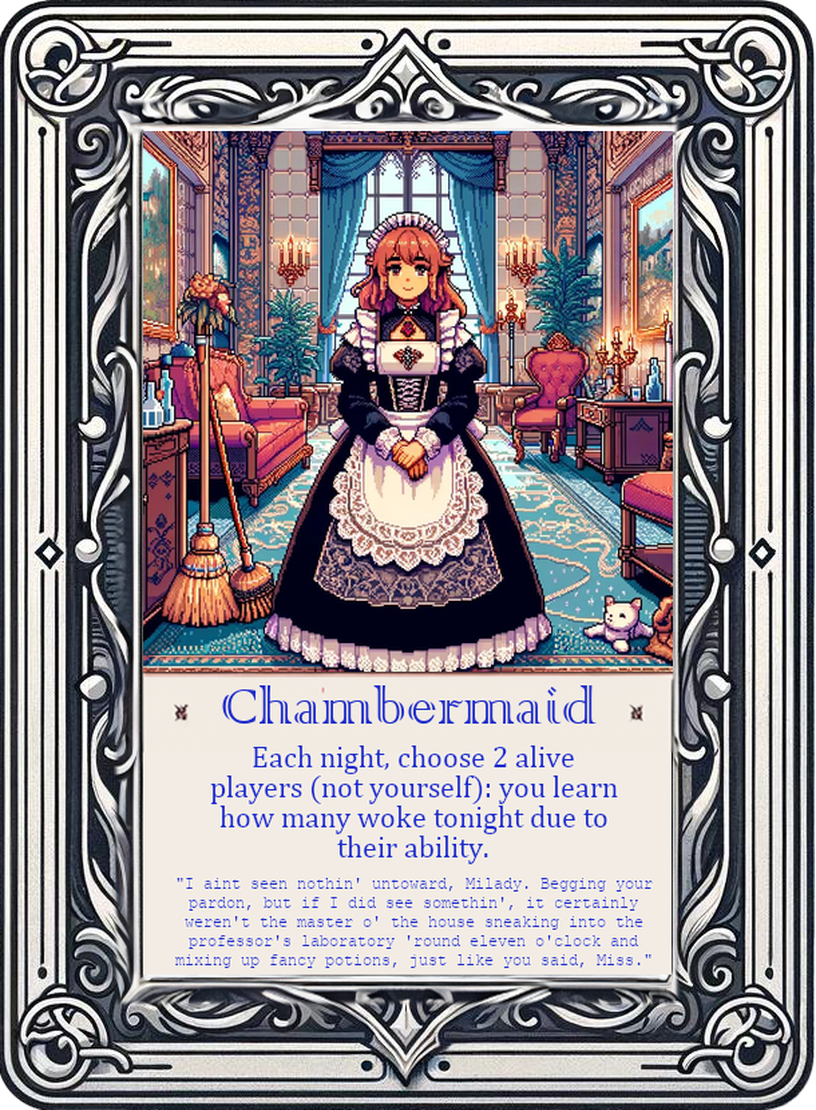 Chambermaid
Each night, choose 2 alive
players (not yourself): you learn
how many woke tonight due to
their ability.
"I aint seen nothin' untoward, Milady. Begging your
pardon, but if I did see somethin', it certainly
weren't the master o' the house sneaking into the
professor's laboratory 'round eleven o'clock and
mixing up fancy potions, just like you said, Miss."